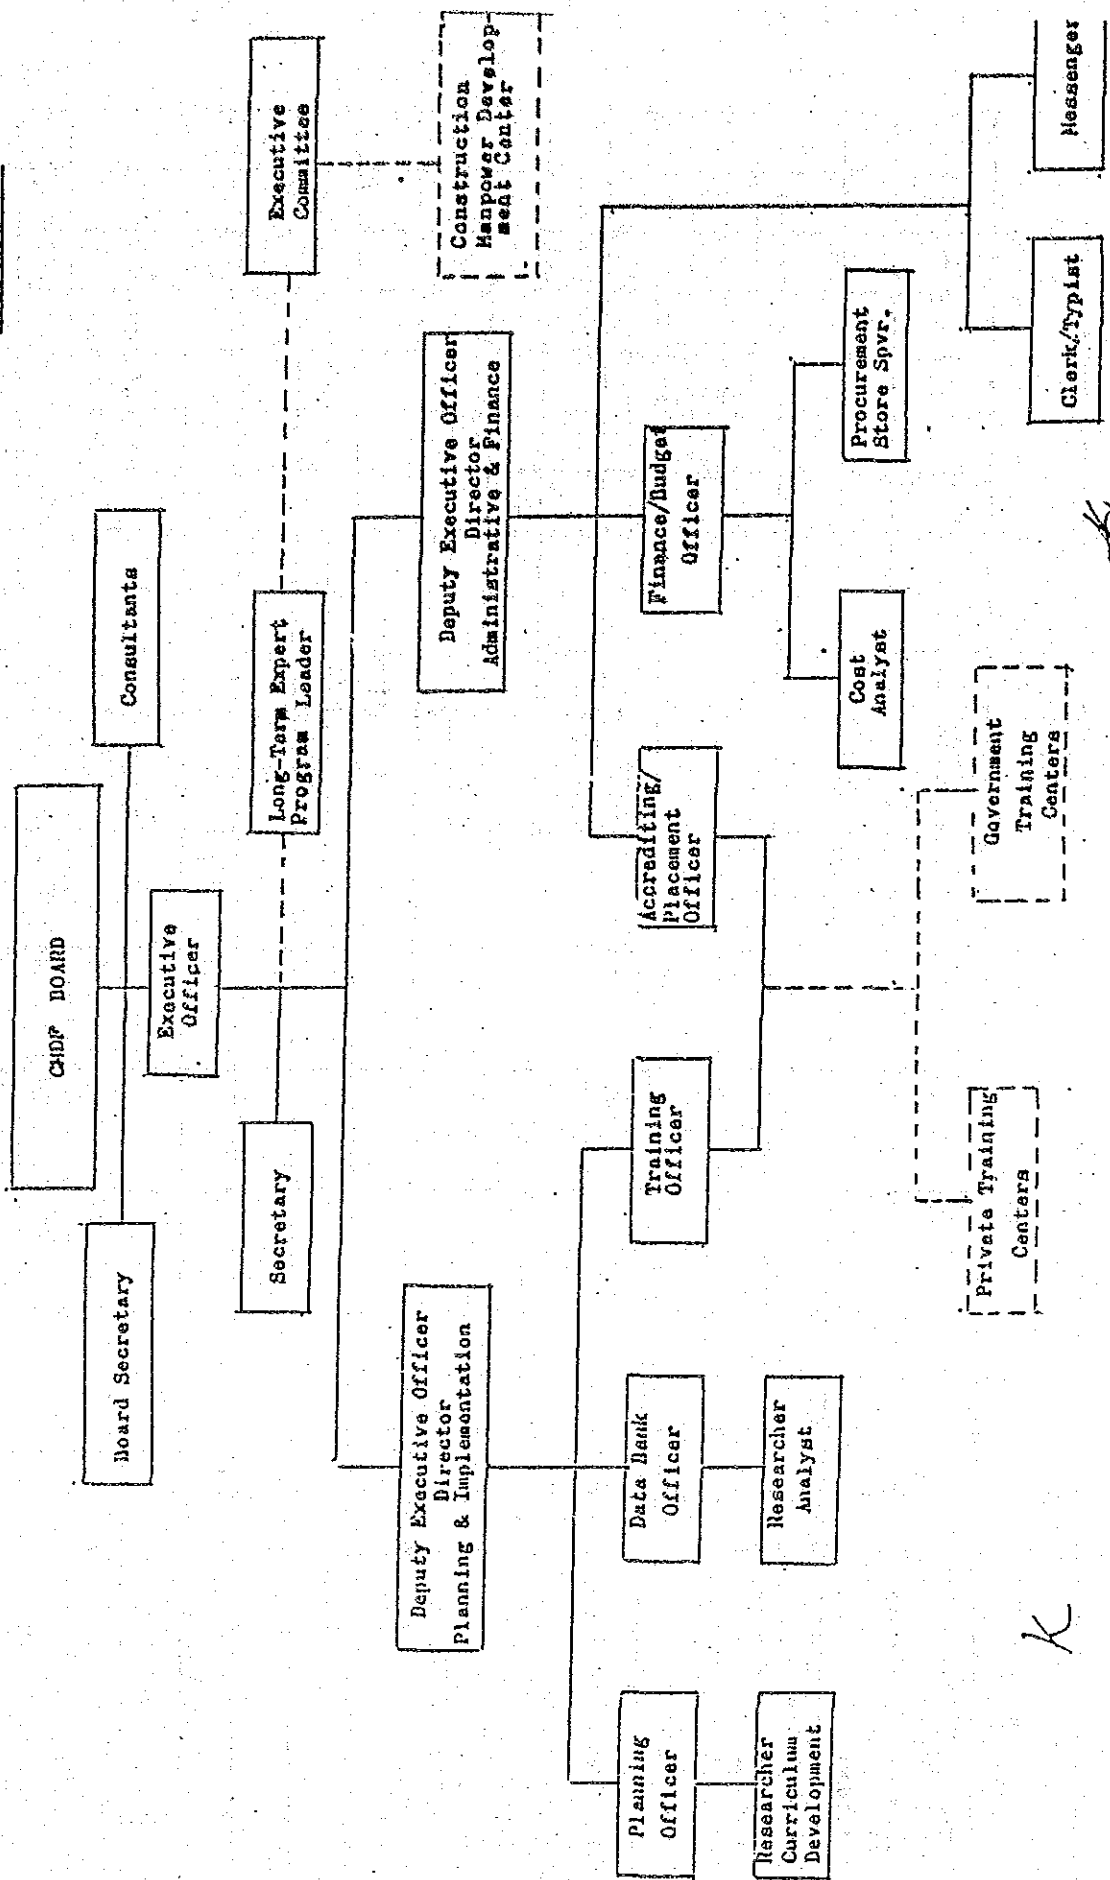 CMDF BOARD
Board Secretary
Consultants
Executive
Officer
Secretary
Long-Term Expert
Program Leader
Executive
Committee
Construction
Manpower Develop-
ment Center
Deputy Executive Officer
Director
Planning & Implementation
Deputy Executive Officer
Director
Administrative & Finance
Planning
Officer
Data Bank
Officer
Training
Officer
Accrediting/
Placement
Officer
Finance/Budget
Officer
Researcher
Curriculum
Development
Researcher
Analyst
Cost
Analyst
Procurement
Store Spvr.
Private Training
Centers
Government
Training
Centers
Clerk/Typist
Messenger
K